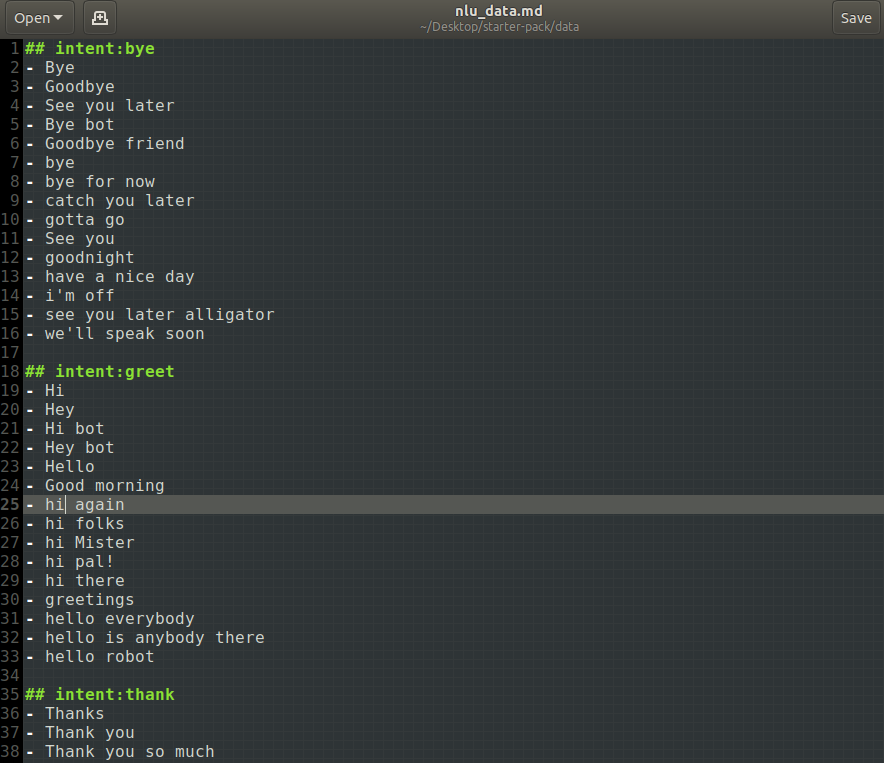 Open
nlu_data.md
~/Desktop/starter-pack/data
Save
1 ## intent:bye
2 - Bye
3 - Goodbye
4 - See you later
5 - Bye bot
6 - Goodbye friend
7 - bye
8 - bye for now
9 - catch you later
10 - gotta go
11 - See you
12 - goodnight
13 - have a nice day
14 - i'm off
15 - see you later alligator
16 - we'll speak soon
17
18 ## intent:greet
19 - Hi
20 - Hey
21 - Hi bot
22 - Hey bot
23 - Hello
24 - Good morning
25 - hi again
26 - hi folks
27 - hi Mister
28 - hi pal!
29 - hi there
30 - greetings
31 - hello everybody
32 - hello is anybody there
33 - hello robot
34
35 ## intent:thank
36 - Thanks
37 - Thank you
38 - Thank you so much